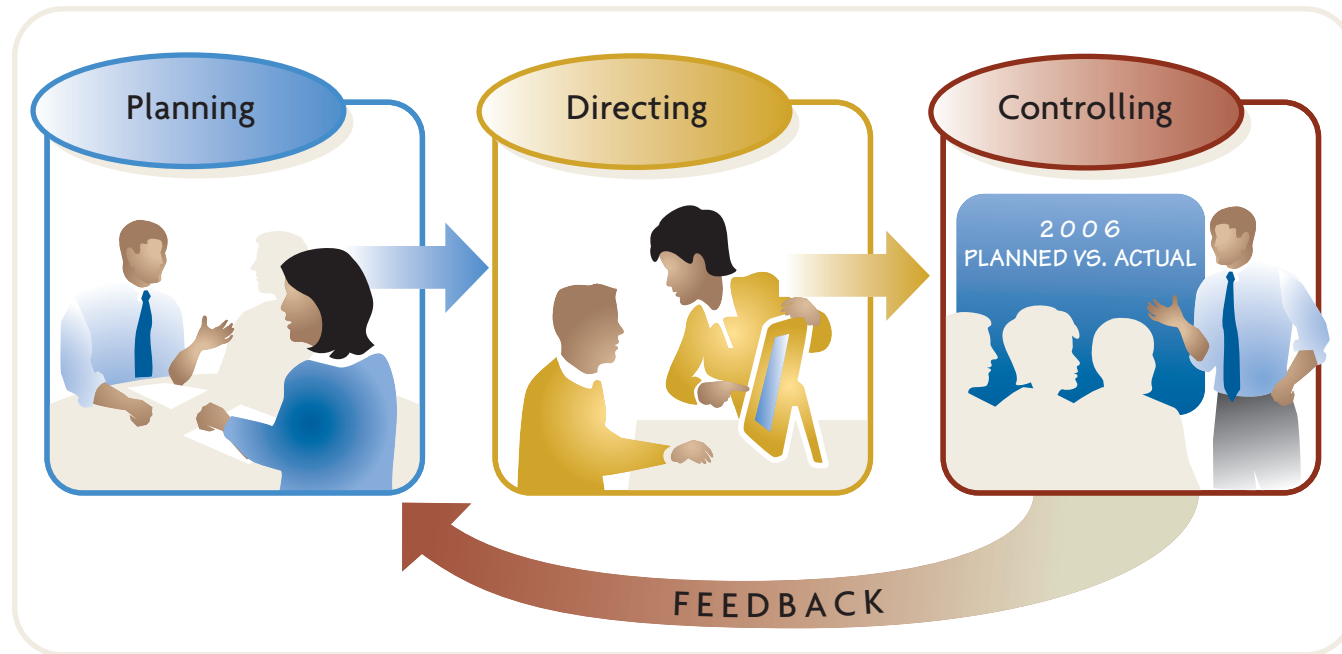 Planning
Directing
Controlling
2006
PLANNED VS. ACTUAL
FEEDBACK